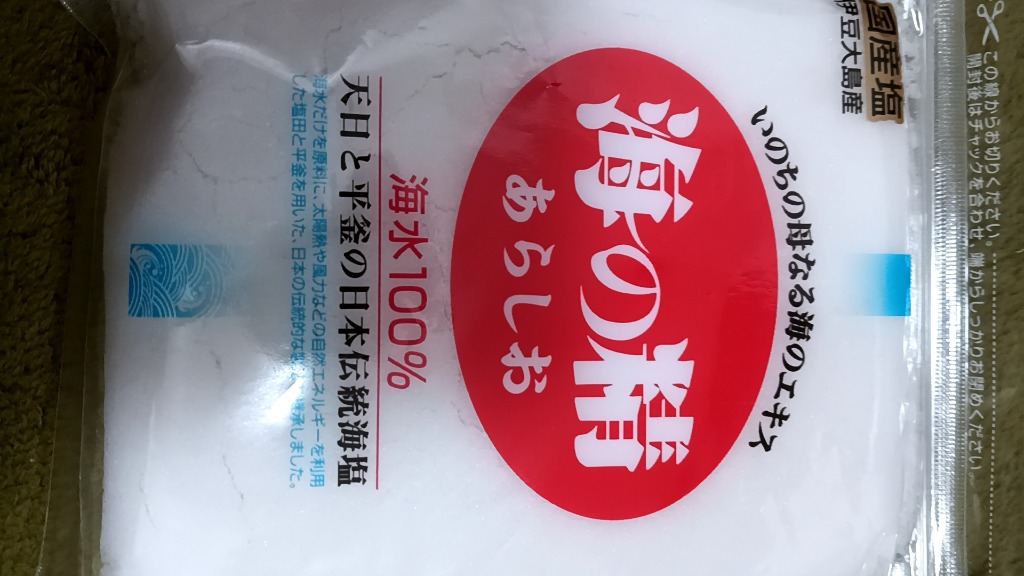 この線からお切りください。
開封後はチャックを合わせ、端からしっかりお閉めください。
国産塩
伊豆大島産
いのちの母なる海のエキス
海の精
あらしお
海水100%
天日と平釜の日本伝統海塩
海水だけを原料に、太陽熱や風力などの自然エネルギーを利用
した塩田と平釜を用いた、日本の伝統的な
承しました。